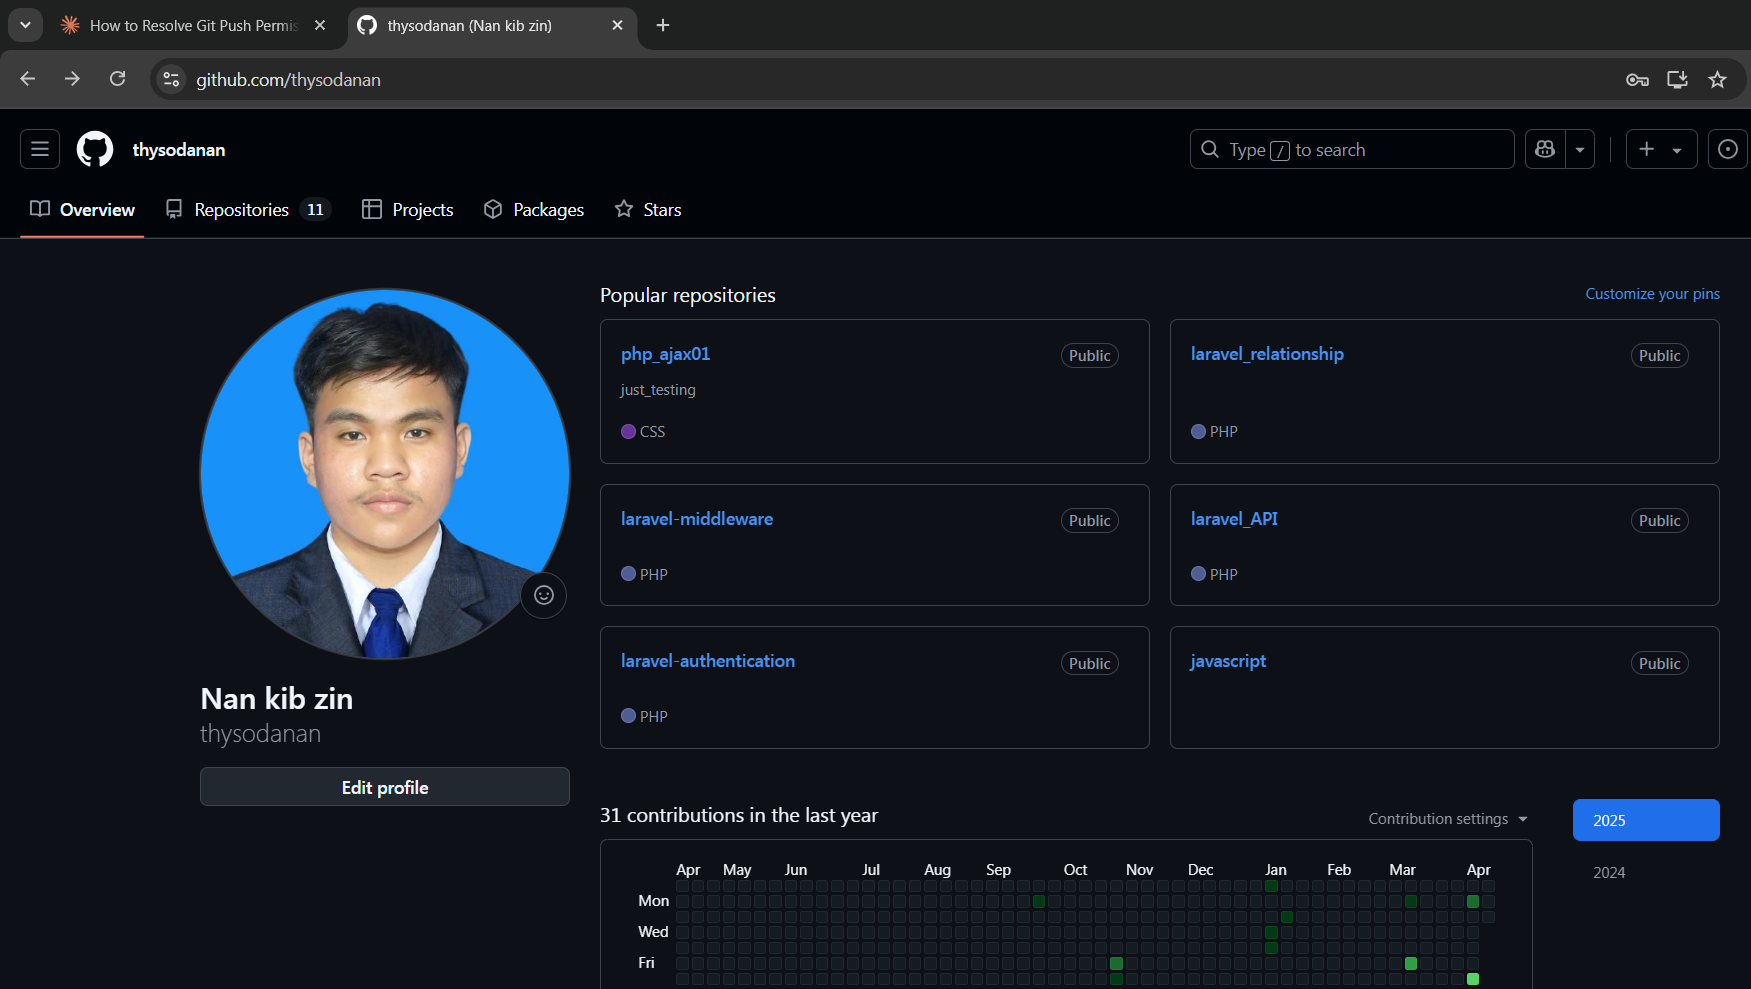 How to Resolve Git Push Permis
thysodanan (Nan kib zin)
github.com/thysodanan
thysodanan
Type / to search
Overview
Repositories 11
Projects
Packages
Stars
Popular repositories
Customize your pins
php_ajax01
Public
just_testing
CSS
laravel_relationship
Public
PHP
laravel-middleware
Public
PHP
laravel_API
Public
PHP
laravel-authentication
Public
PHP
javascript
Public
Nan kib zin
thysodanan
Edit profile
31 contributions in the last year
Contribution settings
2025
2024
Apr May Jun Jul Aug Sep Oct Nov Dec Jan Feb Mar Apr
Mon
Wed
Fri